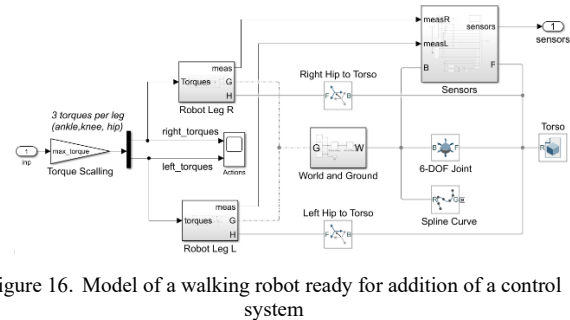 measR
sensors
1
sensors
measL
meas
Torques
G
H
Robot Leg R
Right Hip to Torso
F
B
B
F
Sensors
3 torques per leg
(ankle,knee, hip)
right_torques
1
inp
max_torque
Torque Scalling
left_torques
Actions
G
W
World and Ground
B
F
6-DOF Joint
Torso
R
R
G
Spline Curve
meas
torques
G
H
Robot Leg L
Left Hip to Torso
F
B
igure 16. Model of a walking robot ready for addition of a control
system